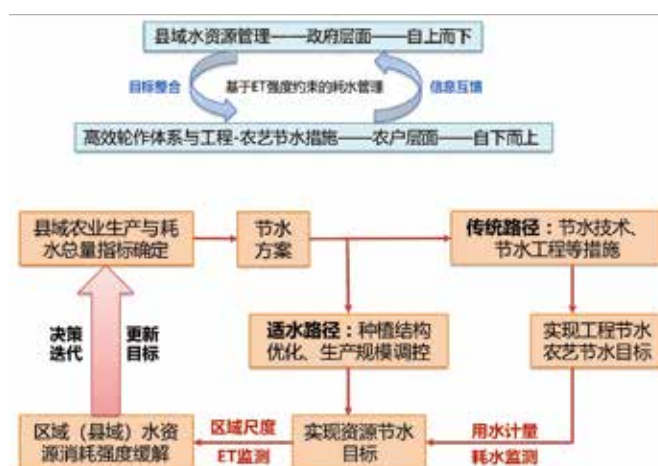 县域水资源管理——政府层面——自上而下
目标整合
基于ET强度约束的耗水管理
信息互馈
高效轮作体系与工程-农艺节水措施——农户层面——自下而上
县域农业生产与耗
水总量指标确定
节水
方案
传统路径：节水技术、
节水工程等措施
决策
迭代
更新
目标
适水路径：种植结构
优化、生产规模调控
实现工程节水
农艺节水目标
区域（县域）水资
源消耗强度缓解
区域尺度
ET监测
实现资源节水
目标
用水计量
耗水监测